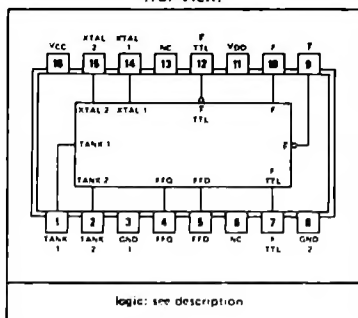 (TOP VIEW)
XTAL XTAL F̅
VCC 2 1 NC TTL VDD F F̅
16 15 14 13 12 11 10 9
XTAL 2 XTAL 1 F̅ F
TTL
TANK 1 F̅
F
TANK 2 FFQ FFD TTL
1 2 3 4 5 6 7 8
TANK TANK GND FFQ FFD NC F GND
1 2 1 TTL 2
logic: see description